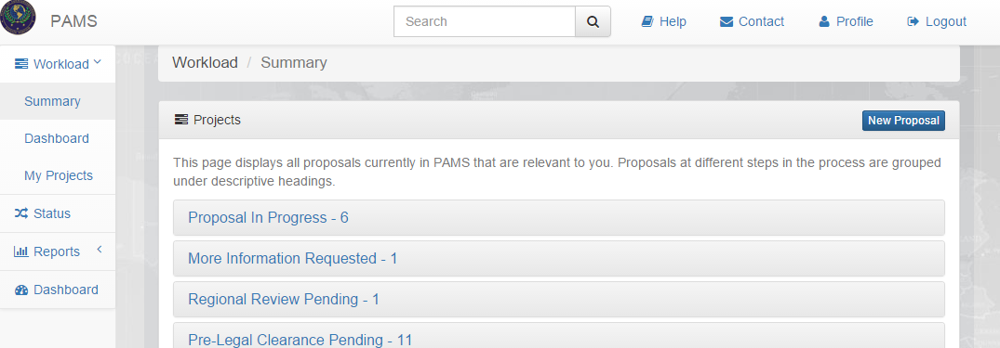 PAMS
Search
Help
Contact
Profile
Logout
Workload
Summary
Dashboard
My Projects
Status
Reports
Dashboard
Workload / Summary
Projects
New Proposal
This page displays all proposals currently in PAMS that are relevant to you. Proposals at different steps in the process are grouped
under descriptive headings.
Proposal In Progress - 6
More Information Requested - 1
Regional Review Pending - 1
Pre-Legal Clearance Pending - 11